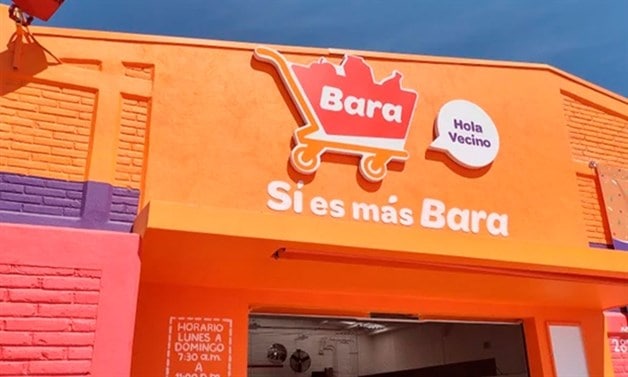 Bara
Hola
Vecino
Si es más Bara
HORARIO
LUNES A
DOMINGO
7:30 a.m.
A